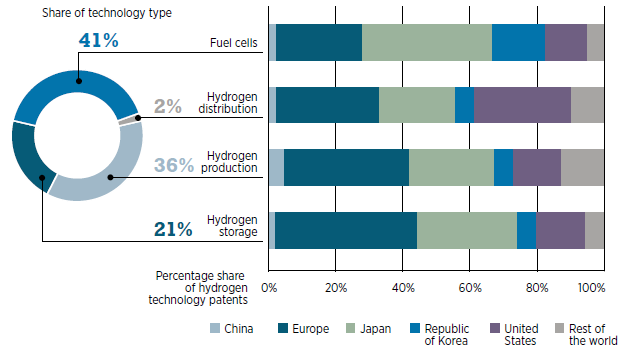 Share of technology type
41%
Fuel cells
2%
Hydrogen
distribution
36%
Hydrogen
production
21%
Hydrogen
storage
Percentage share
of hydrogen
technology patents
0%
20%
40%
60%
80%
100%
China
Europe
Japan
Republic
of Korea
United
States
Rest of
the world